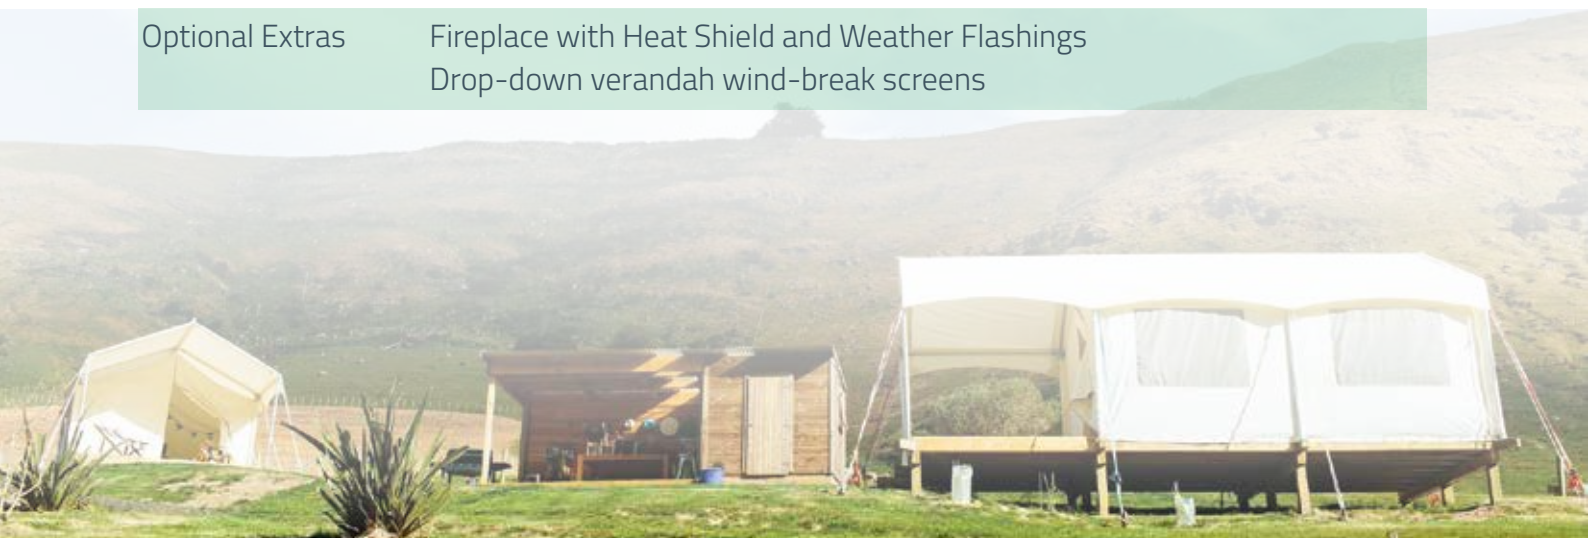 Optional Extras Fireplace with Heat Shield and Weather Flashings
Drop-down verandah wind-break screens